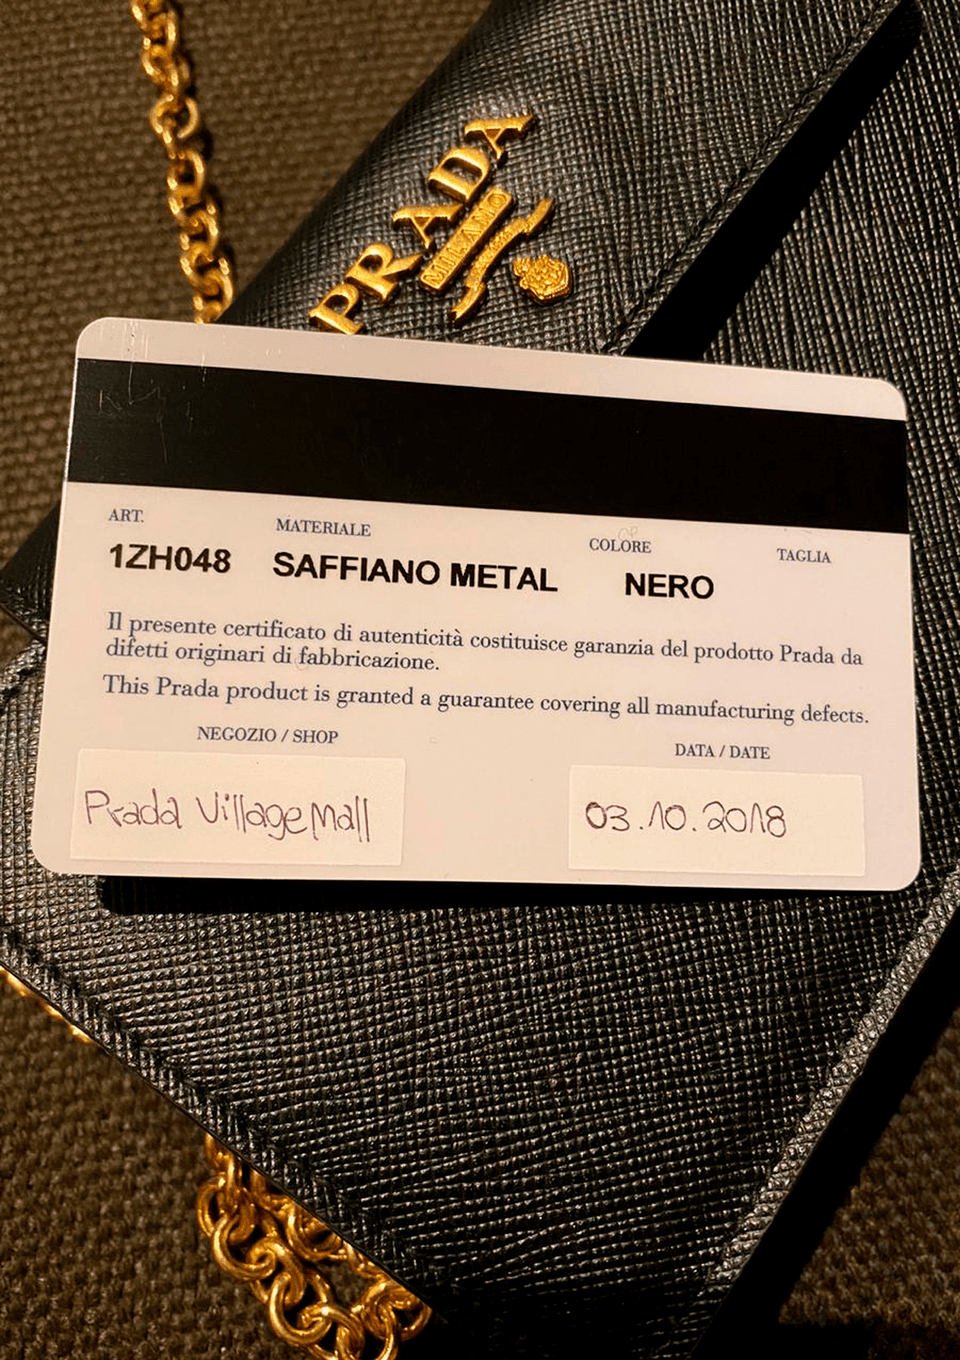 PRADA
MILANO
ART.
MATERIALE
COLORE
TAGLIA
1ZH048
SAFFIANO METAL
NERO
Il presente certificato di autenticità costituisce garanzia del prodotto Prada da
difetti originari di fabbricazione.
This Prada product is granted a guarantee covering all manufacturing defects.
NEGOZIO / SHOP
DATA / DATE
Prada Village Mall
03.10.2018